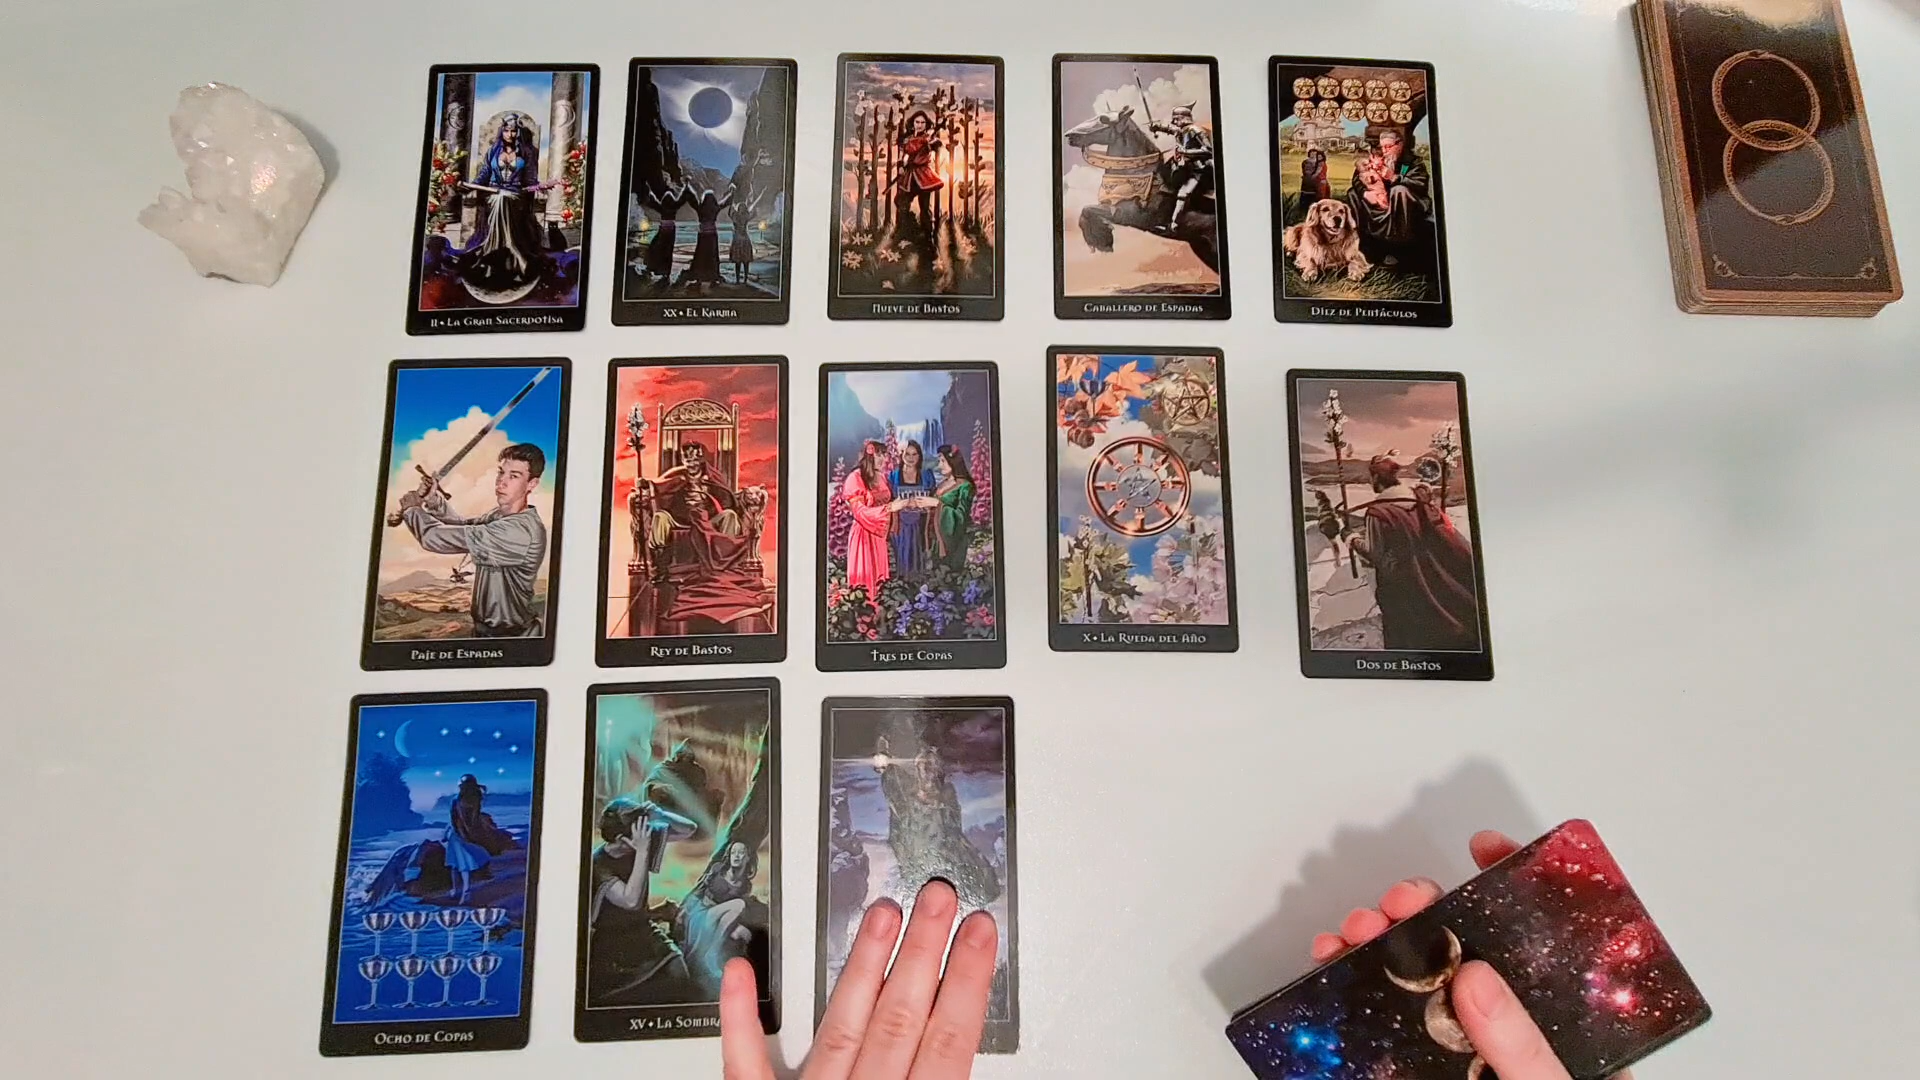 II • La Gran Sacerdotisa
XX • El Karma
Nueve de Bastos
Caballero de Espadas
Diez de Pentáculos
Paje de Espadas
Rey de Bastos
Tres de Copas
X • La Rueda del Año
Dos de Bastos
Ocho de Copas
XV • La Sombra